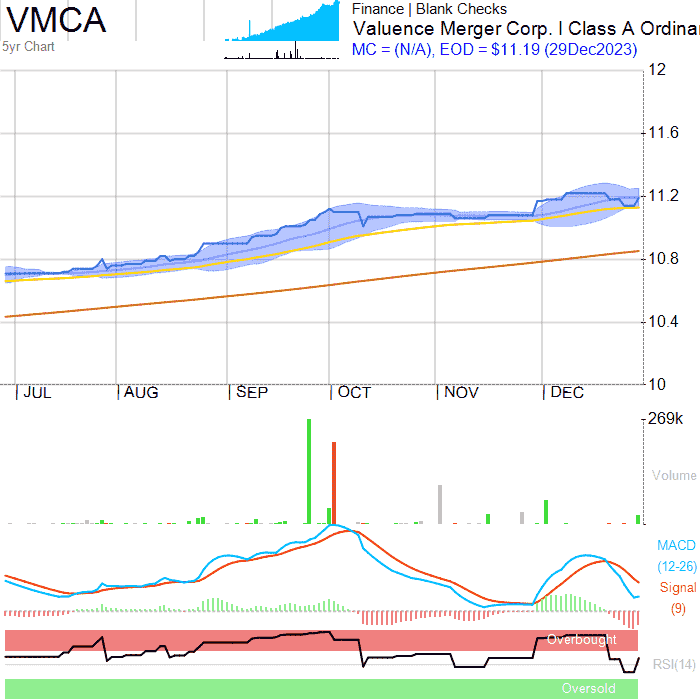 VMCA
5yr Chart
Finance | Blank Checks
Valuence Merger Corp. I Class A Ordinar
MC = (N/A), EOD = $11.19 (29Dec2023)
12
11.6
11.2
10.8
10.4
10
JUL
AUG
SEP
OCT
NOV
DEC
269k
Volume
MACD
(12-26)
Signal
(9)
Overbought
RSI(14)
Oversold